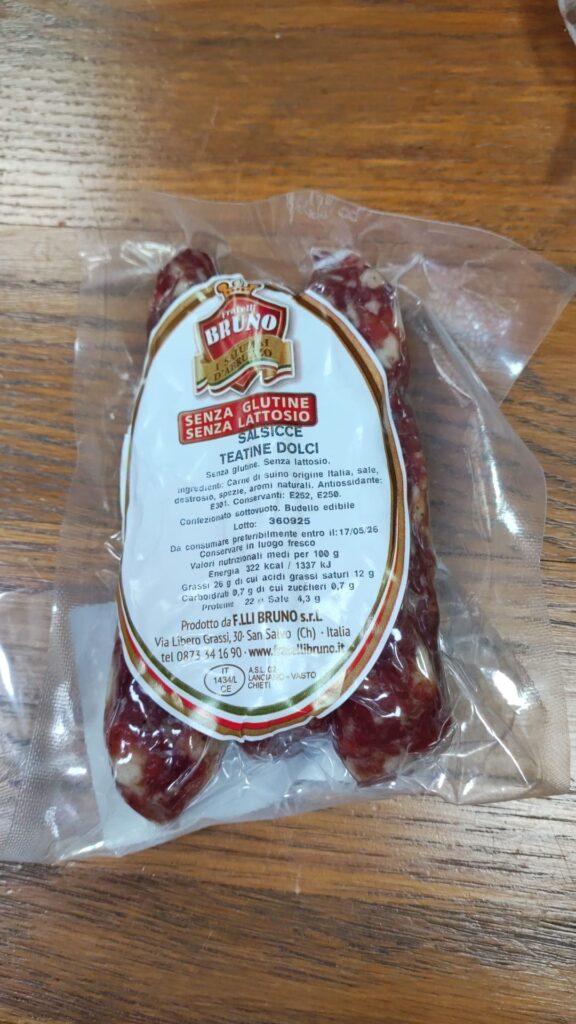 Fratelli
BRUNO
I SALUMI
D'ABRUZZO
SENZA GLUTINE
SENZA LATTOSIO
SALSICCE
TEATINE DOLCI
Senza glutine. Senza lattosio.
Ingredienti: Carne di suino origine Italia, sale,
destrosio, spezie, aromi naturali. Antiossidante:
E301. Conservanti: E252, E250.
Confezionato sottovuoto. Budello edibile
Lotto: 360925
Da consumare preferibilmente entro il:17/05/26
Conservare in luogo fresco
Valori nutrizionali medi per 100 g
Energia 322 kcal / 1337 kJ
Grassi 26 g di cui acidi grassi saturi 12 g
Carboidrati 0,7 g di cui zuccheri 0,7 g
Proteine 22 g Sale 4,3 g
Prodotto da F.LLI BRUNO s.r.L.
Via Libero Grassi, 30 · San Salvo (Ch) · Italia
tel 0873 34 16 90 · www.fratellibruno.it
IT
1434/L
CE
A.S.L. 02
LANCIANO - VASTO
CHIETI